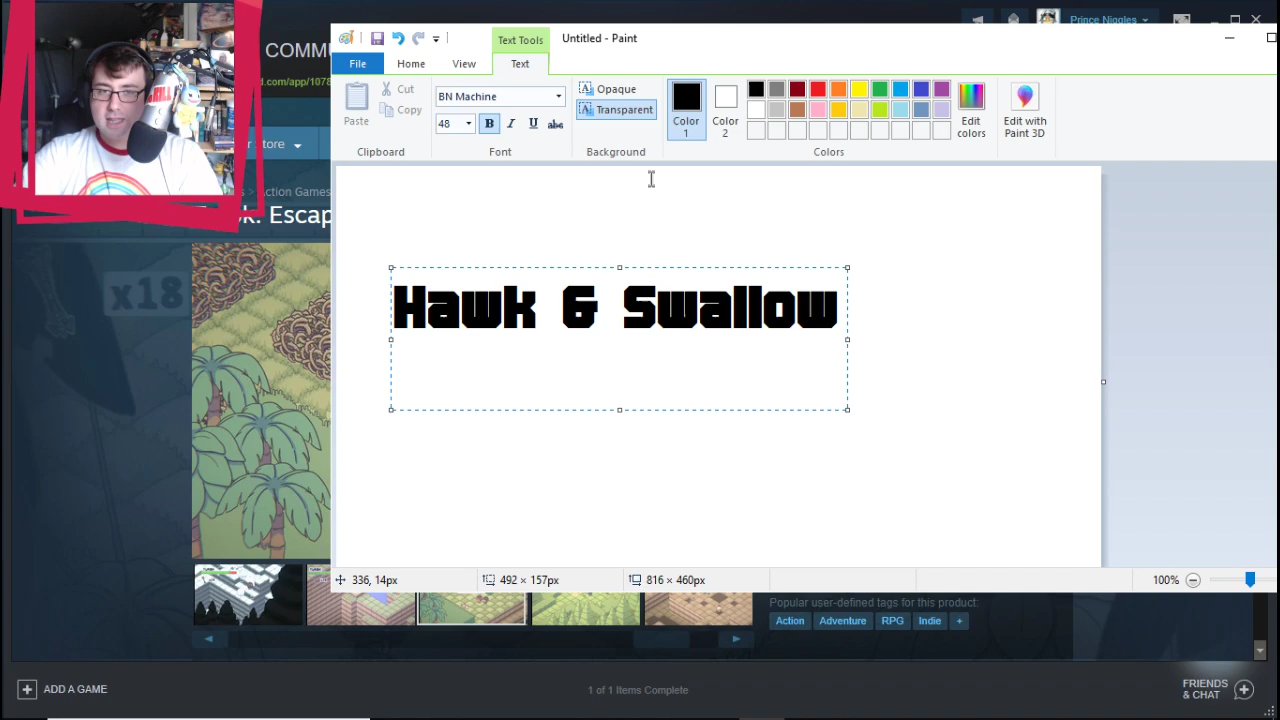 COMMU
Prince Niggles
Untitled - Paint
Text Tools
d.com/app/1078
File
Home
View
Text
Paste
Cut
Copy
Clipboard
BN Machine
48
B I U abc
Font
Opaque
Transparent
Background
Color 1
Color 2
Edit colors
Edit with Paint 3D
Colors
r Store
> Action Games
k: Escap
x18
Hawk & Swallow
336, 14px
492 × 157px
816 × 460px
100%
Popular user-defined tags for this product:
Action
Adventure
RPG
Indie
+
ADD A GAME
1 of 1 Items Complete
FRIENDS
& CHAT